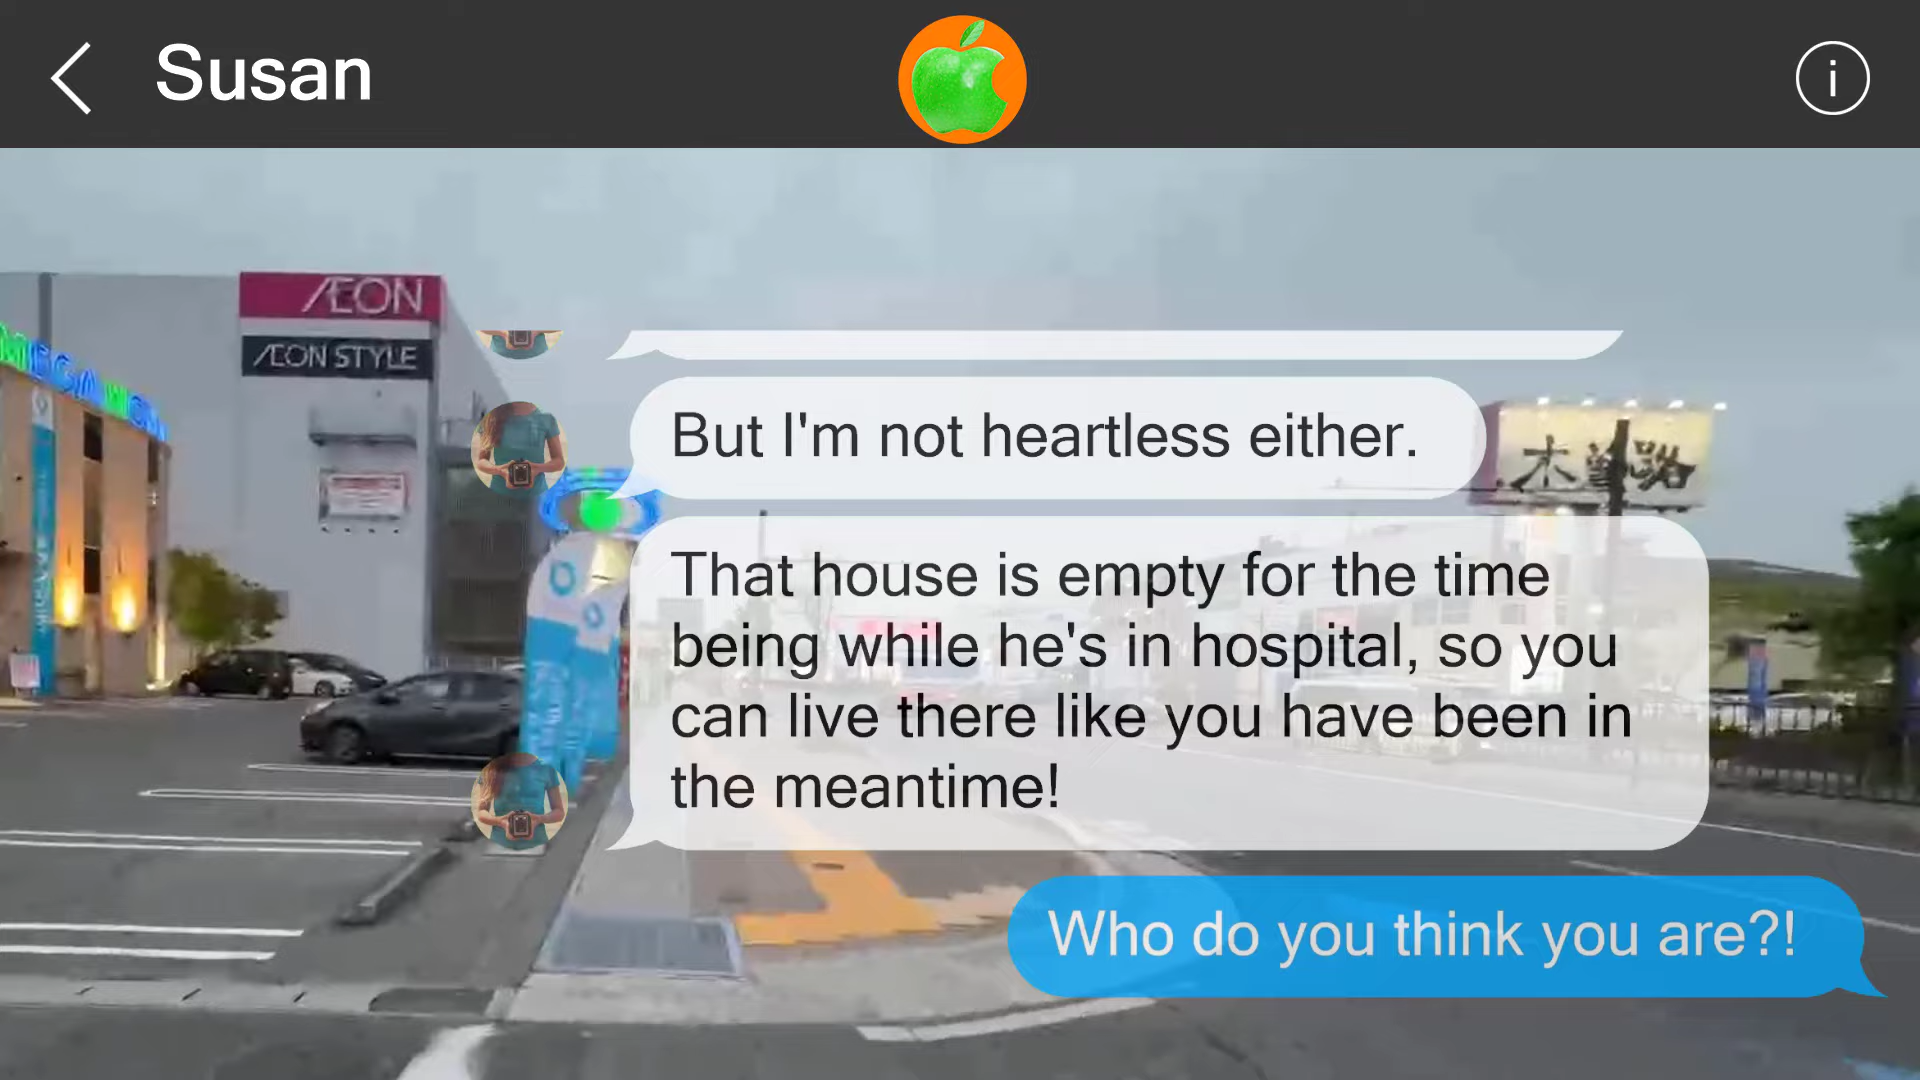 Susan
i
ÆON
ÆON STYLE
But I'm not heartless either.
That house is empty for the time
being while he's in hospital, so you
can live there like you have been in
the meantime!
Who do you think you are?!